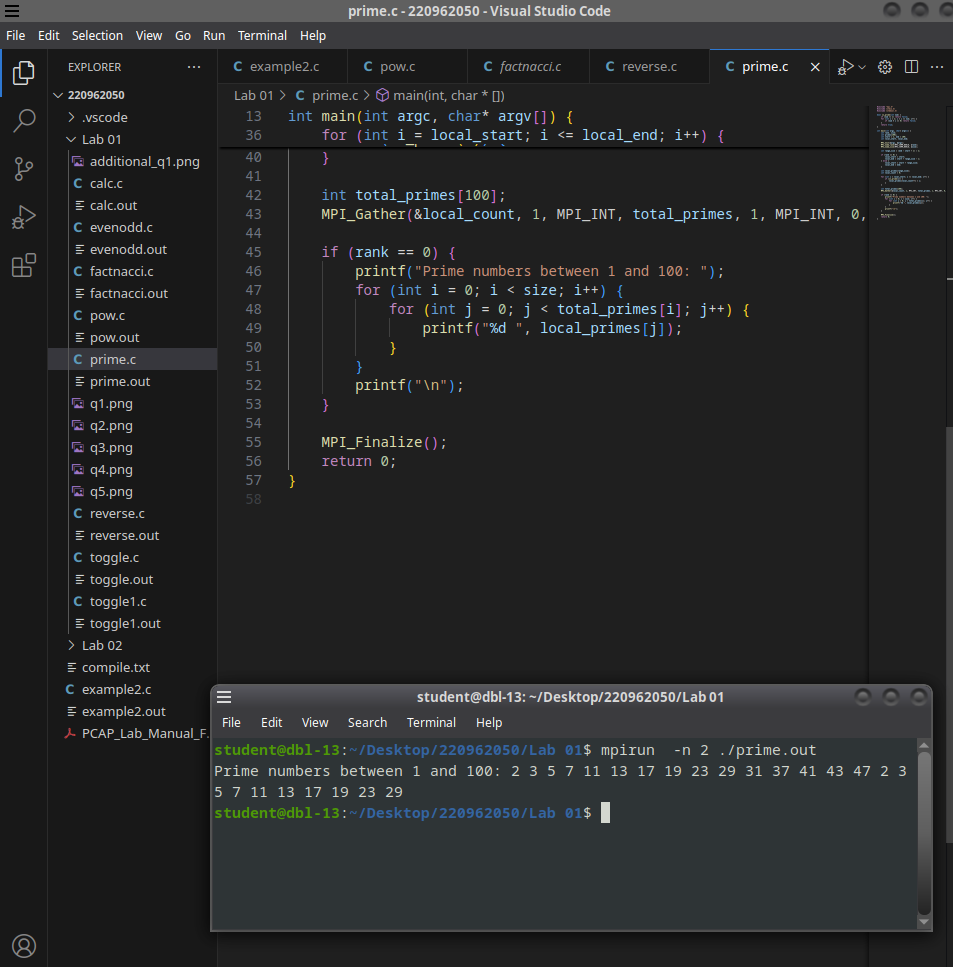 prime.c - 220962050 - Visual Studio Code
File Edit Selection View Go Run Terminal Help
EXPLORER
220962050
.vscode
Lab 01
additional_q1.png
calc.c
calc.out
evenodd.c
evenodd.out
factnacci.c
factnacci.out
pow.c
pow.out
prime.c
prime.out
q1.png
q2.png
q3.png
q4.png
q5.png
reverse.c
reverse.out
toggle.c
toggle.out
toggle1.c
toggle1.out
Lab 02
compile.txt
example2.c
example2.out
PCAP_Lab_Manual_F..
example2.c pow.c factnacci.c reverse.c prime.c
Lab 01 > C prime.c > main(int, char * [])
13 int main(int argc, char* argv[]) {
36 for (int i = local_start; i <= local_end; i++) {
40 }
41
42 int total_primes[100];
43 MPI_Gather(&local_count, 1, MPI_INT, total_primes, 1, MPI_INT, 0,
44
45 if (rank == 0) {
46 printf("Prime numbers between 1 and 100: ");
47 for (int i = 0; i < size; i++) {
48 for (int j = 0; j < total_primes[i]; j++) {
49 printf("%d ", local_primes[j]);
50 }
51 }
52 printf("\n");
53 }
54
55 MPI_Finalize();
56 return 0;
57 }
58
student@dbl-13: ~/Desktop/220962050/Lab 01
File Edit View Search Terminal Help
student@dbl-13:~/Desktop/220962050/Lab 01$ mpirun  -n 2 ./prime.out
Prime numbers between 1 and 100: 2 3 5 7 11 13 17 19 23 29 31 37 41 43 47 2 3
5 7 11 13 17 19 23 29
student@dbl-13:~/Desktop/220962050/Lab 01$